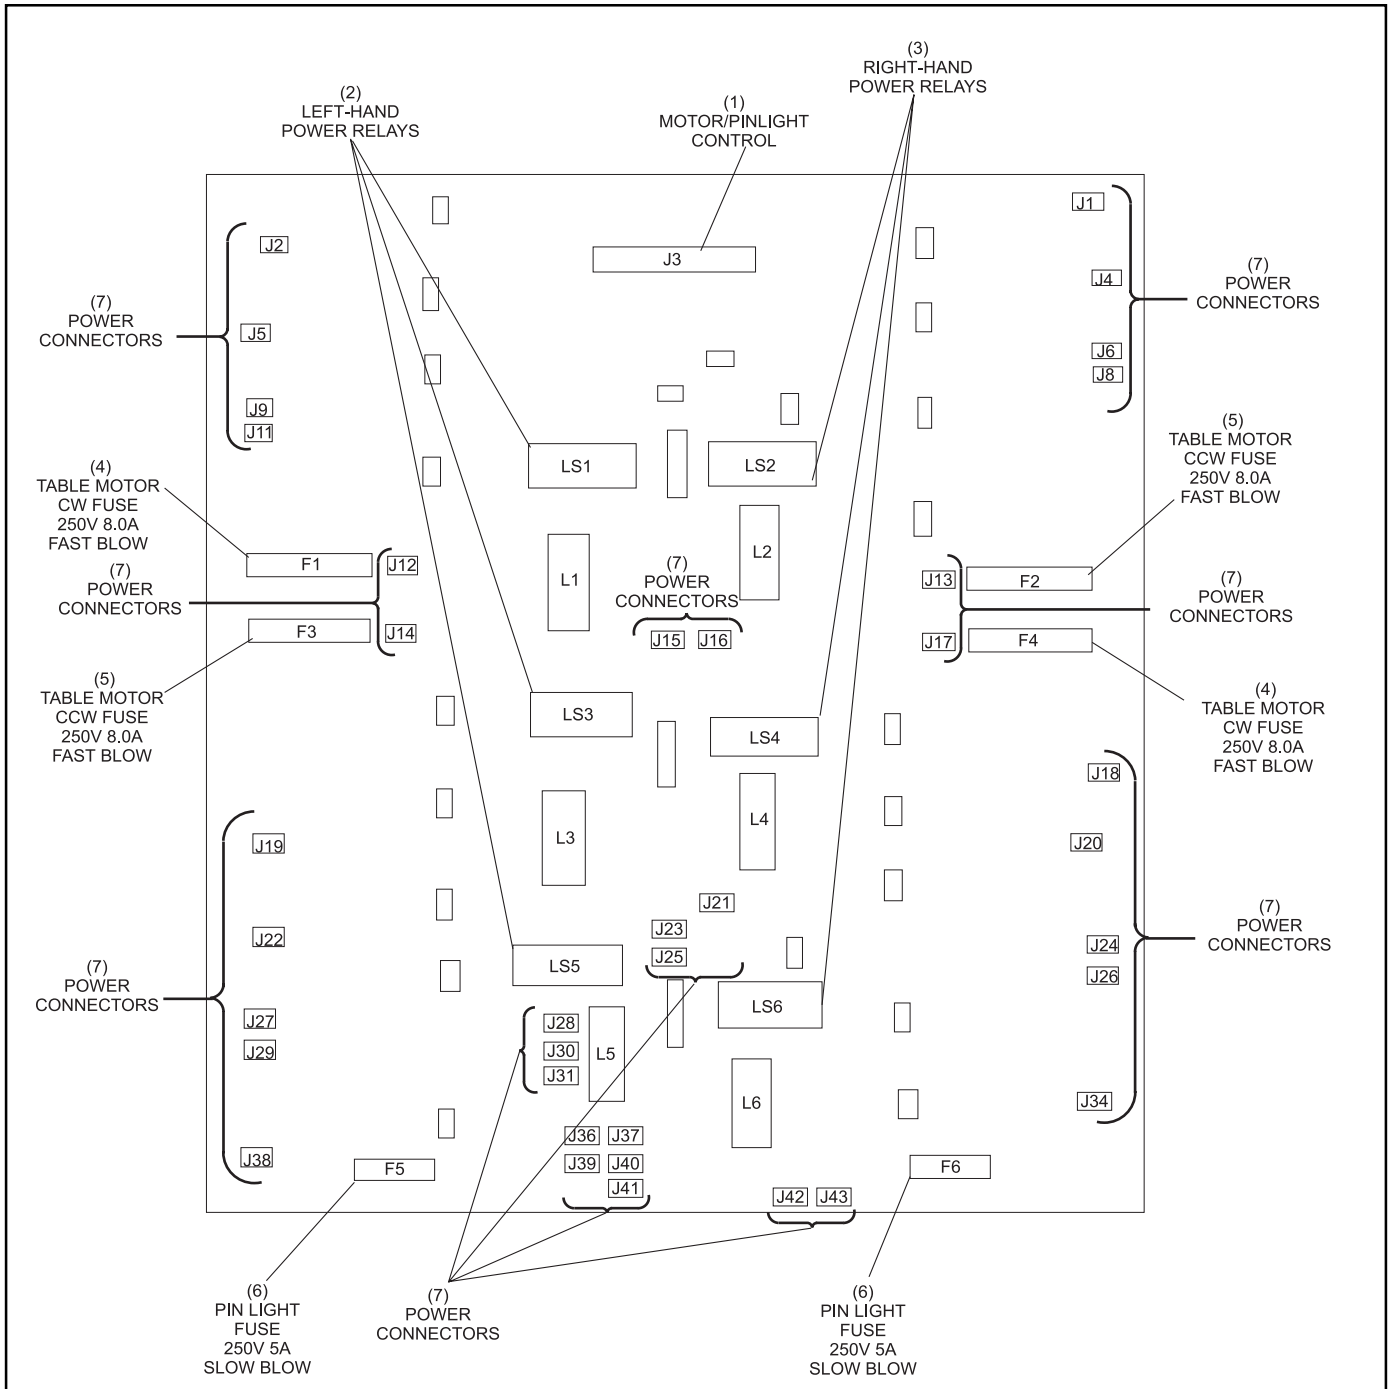 (3)
RIGHT-HAND
POWER RELAYS
(2)
LEFT-HAND
POWER RELAYS
(1)
MOTOR/PINLIGHT
CONTROL
J1
J2
J3
J4
(7)
POWER
CONNECTORS
(7)
POWER
CONNECTORS
J5
J6
J8
J9
J11
(5)
TABLE MOTOR
CCW FUSE
250V 8.0A
FAST BLOW
(4)
TABLE MOTOR
CW FUSE
250V 8.0A
FAST BLOW
LS1
LS2
L2
F1
J12
L1
(7)
POWER
CONNECTORS
J13
F2
(7)
POWER
CONNECTORS
(7)
POWER
CONNECTORS
F3
J14
J15
J16
J17
F4
(5)
TABLE MOTOR
CCW FUSE
250V 8.0A
FAST BLOW
(4)
TABLE MOTOR
CW FUSE
250V 8.0A
FAST BLOW
LS3
LS4
J18
J19
L3
L4
J20
J21
J22
J23
J24
(7)
POWER
CONNECTORS
J25
J26
LS5
LS6
(7)
POWER
CONNECTORS
J27
J28
J29
J30
J31
L5
L6
J34
J36
J37
J38
J39
J40
J41
F5
F6
J42
J43
(6)
PIN LIGHT
FUSE
250V 5A
SLOW BLOW
(7)
POWER
CONNECTORS
(6)
PIN LIGHT
FUSE
250V 5A
SLOW BLOW